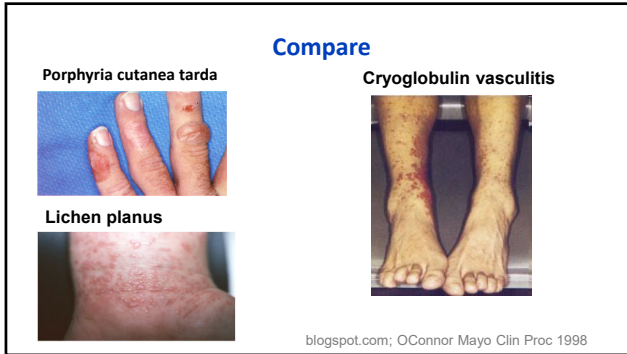 Compare
Porphyria cutanea tarda
Cryoglobulin vasculitis
Lichen planus
blogspot.com; OConnor Mayo Clin Proc 1998